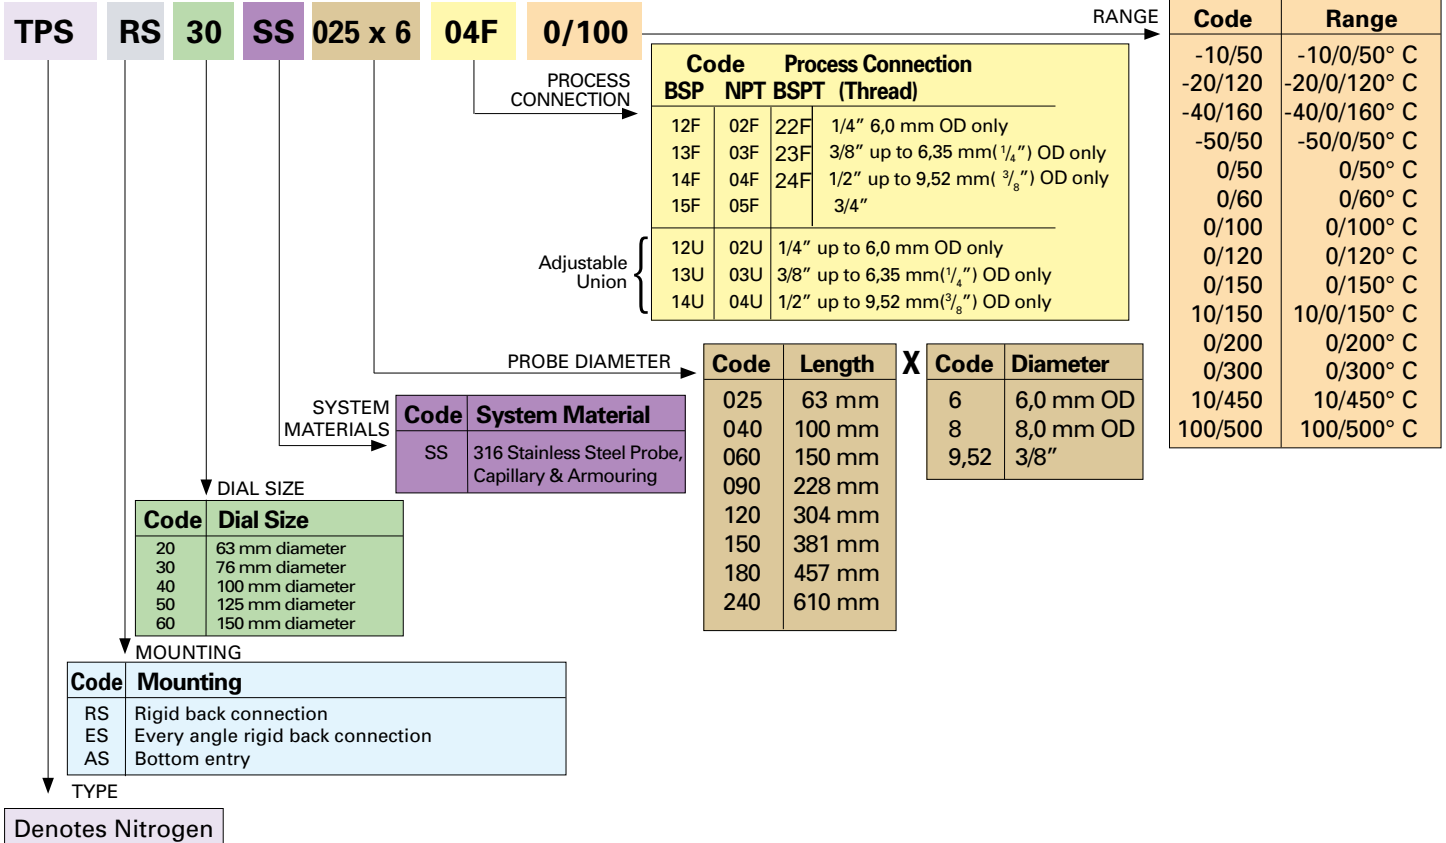 TPS RS 30 SS 025 x 6 04F 0/100
RANGE
Code Range
-10/50 -10/0/50° C
-20/120 -20/0/120° C
-40/160 -40/0/160° C
-50/50 -50/0/50° C
0/50 0/50° C
0/60 0/60° C
0/100 0/100° C
0/120 0/120° C
0/150 0/150° C
10/150 10/0/150° C
0/200 0/200° C
0/300 0/300° C
10/450 10/450° C
100/500 100/500° C
PROCESS
CONNECTION
Code Process Connection
BSP NPT BSPT (Thread)
12F 02F 22F 1/4" 6,0 mm OD only
13F 03F 23F 3/8" up to 6,35 mm(1/4") OD only
14F 04F 24F 1/2" up to 9,52 mm( 3/8") OD only
15F 05F 3/4"
Adjustable
Union
12U 02U 1/4" up to 6,0 mm OD only
13U 03U 3/8" up to 6,35 mm(1/4") OD only
14U 04U 1/2" up to 9,52 mm(3/8") OD only
PROBE DIAMETER
Code Length X Code Diameter
025 63 mm 6 6,0 mm OD
040 100 mm 8 8,0 mm OD
060 150 mm 9,52 3/8"
090 228 mm
120 304 mm
150 381 mm
180 457 mm
240 610 mm
SYSTEM
MATERIALS
Code System Material
SS 316 Stainless Steel Probe,
Capillary & Armouring
DIAL SIZE
Code Dial Size
20 63 mm diameter
30 76 mm diameter
40 100 mm diameter
50 125 mm diameter
60 150 mm diameter
MOUNTING
Code Mounting
RS Rigid back connection
ES Every angle rigid back connection
AS Bottom entry
TYPE
Denotes Nitrogen